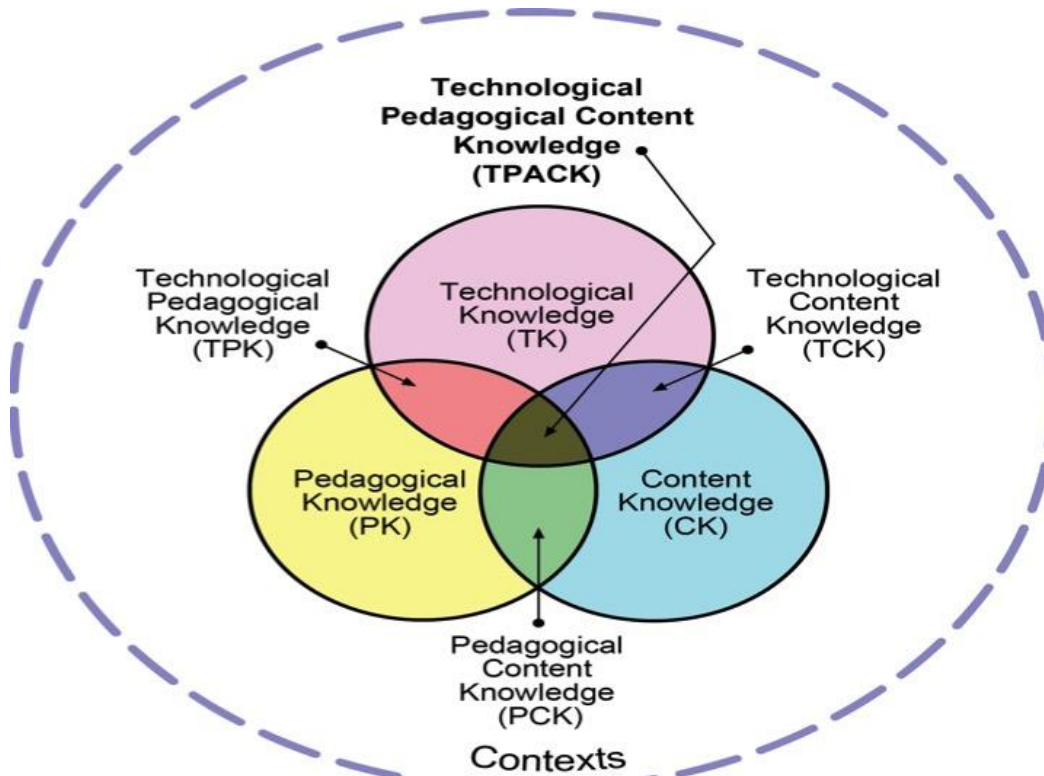 Technological
Pedagogical Content
Knowledge
(TPACK)
Technological
Pedagogical
Knowledge
(TPK)
Technological
Knowledge
(TK)
Technological
Content
Knowledge
(TCK)
Pedagogical
Knowledge
(PK)
Content
Knowledge
(CK)
Pedagogical
Content
Knowledge
(PCK)
Contexts